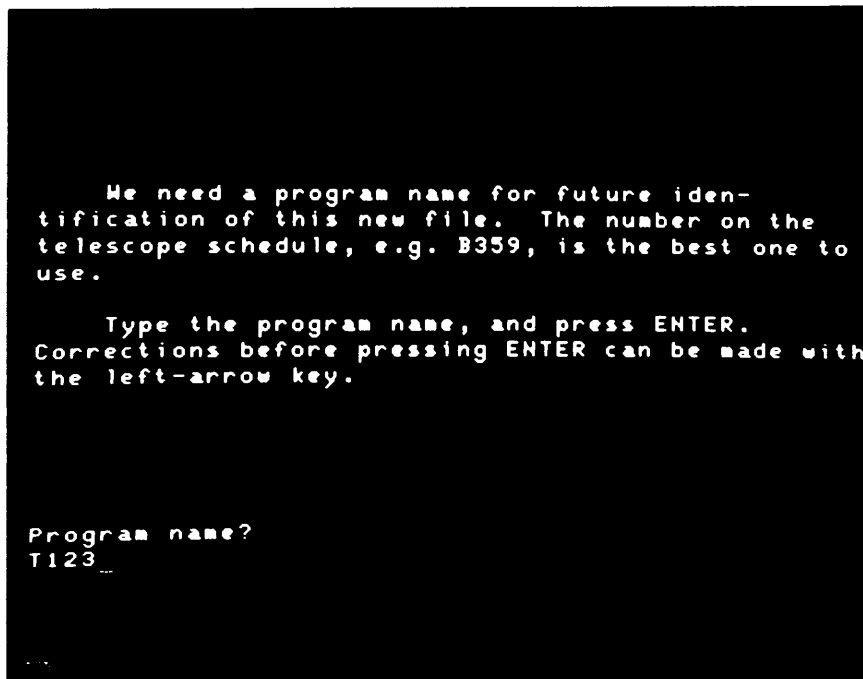 We need a program name for future iden-
tification of this new file. The number on the
telescope schedule, e.g. B359, is the best one to
use.
Type the program name, and press ENTER.
Corrections before pressing ENTER can be made with
the left-arrow key.
Program name?
T123_